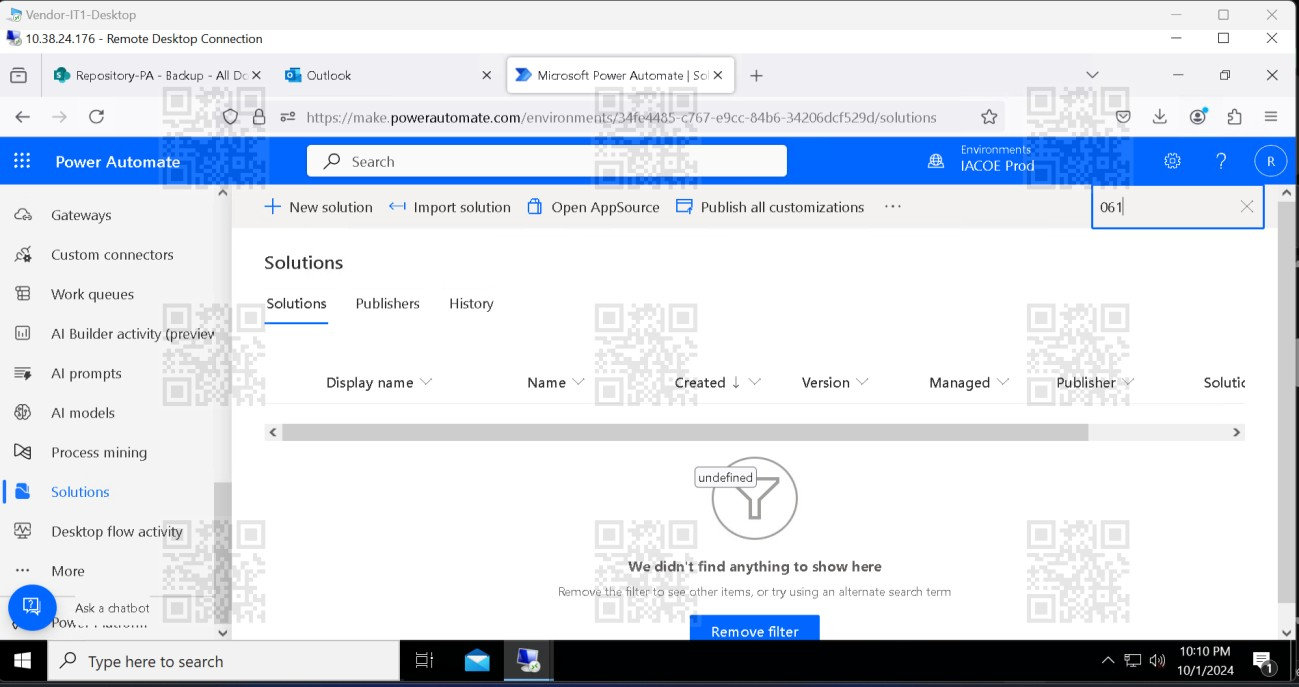 Vendor-IT1-Desktop
10.38.24.176 - Remote Desktop Connection
Repository-PA - Backup - All Do
Outlook
Microsoft Power Automate | Sol
https://make.powerautomate.com/environments/34fe4485-c767-e9cc-84b6-34206dcf529d/solutions
Power Automate
Search
Environments
IACOE Prod
?
R
Gateways
Custom connectors
Work queues
AI Builder activity (preview
AI prompts
AI models
Process mining
Solutions
Desktop flow activity
More
Ask a chatbot
New solution
Import solution
Open AppSource
Publish all customizations
061
Solutions
Solutions
Publishers
History
Display name
Name
Created
Version
Managed
Publisher
Solutic
undefined
We didn't find anything to show here
Remove the filter to see other items, or try using an alternate search term
Remove filter
Type here to search
10:10 PM
10/1/2024
1